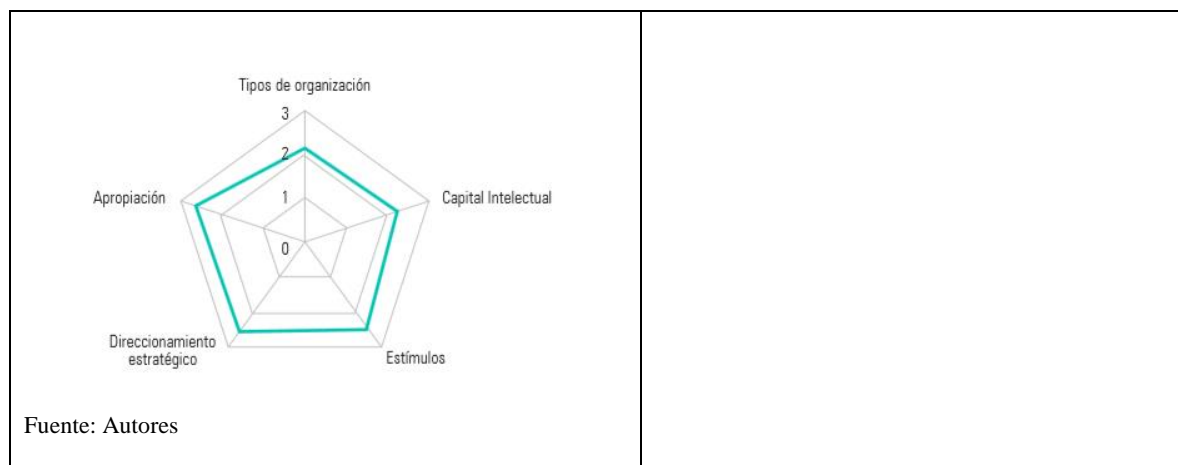 Tipos de organización
3
2
Apropiación
Capital Intelectual
1
0
Direccionamiento
estratégico
Estímulos
Fuente: Autores